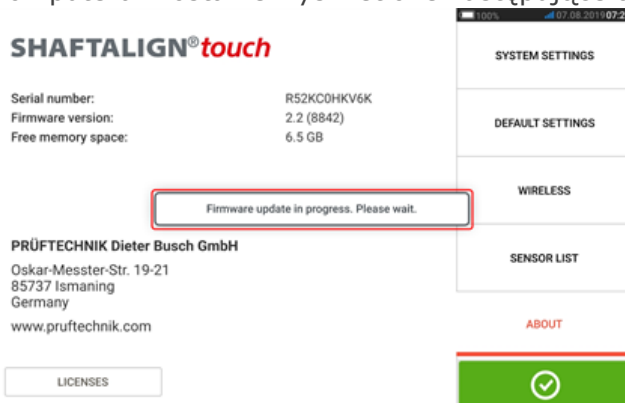 SHAFTALIGN® touch
Serial number: R52KC0HKV6K
Firmware version: 2.2 (8842)
Free memory space: 6.5 GB
Firmware update in progress. Please wait.
PRÜFTECHNIK Dieter Busch GmbH
Oskar-Messter-Str. 19-21
85737 Ismaning
Germany
www.pruftechnik.com
LICENSES
100% 07.08.2019 07:2
SYSTEM SETTINGS
DEFAULT SETTINGS
WIRELESS
SENSOR LIST
ABOUT